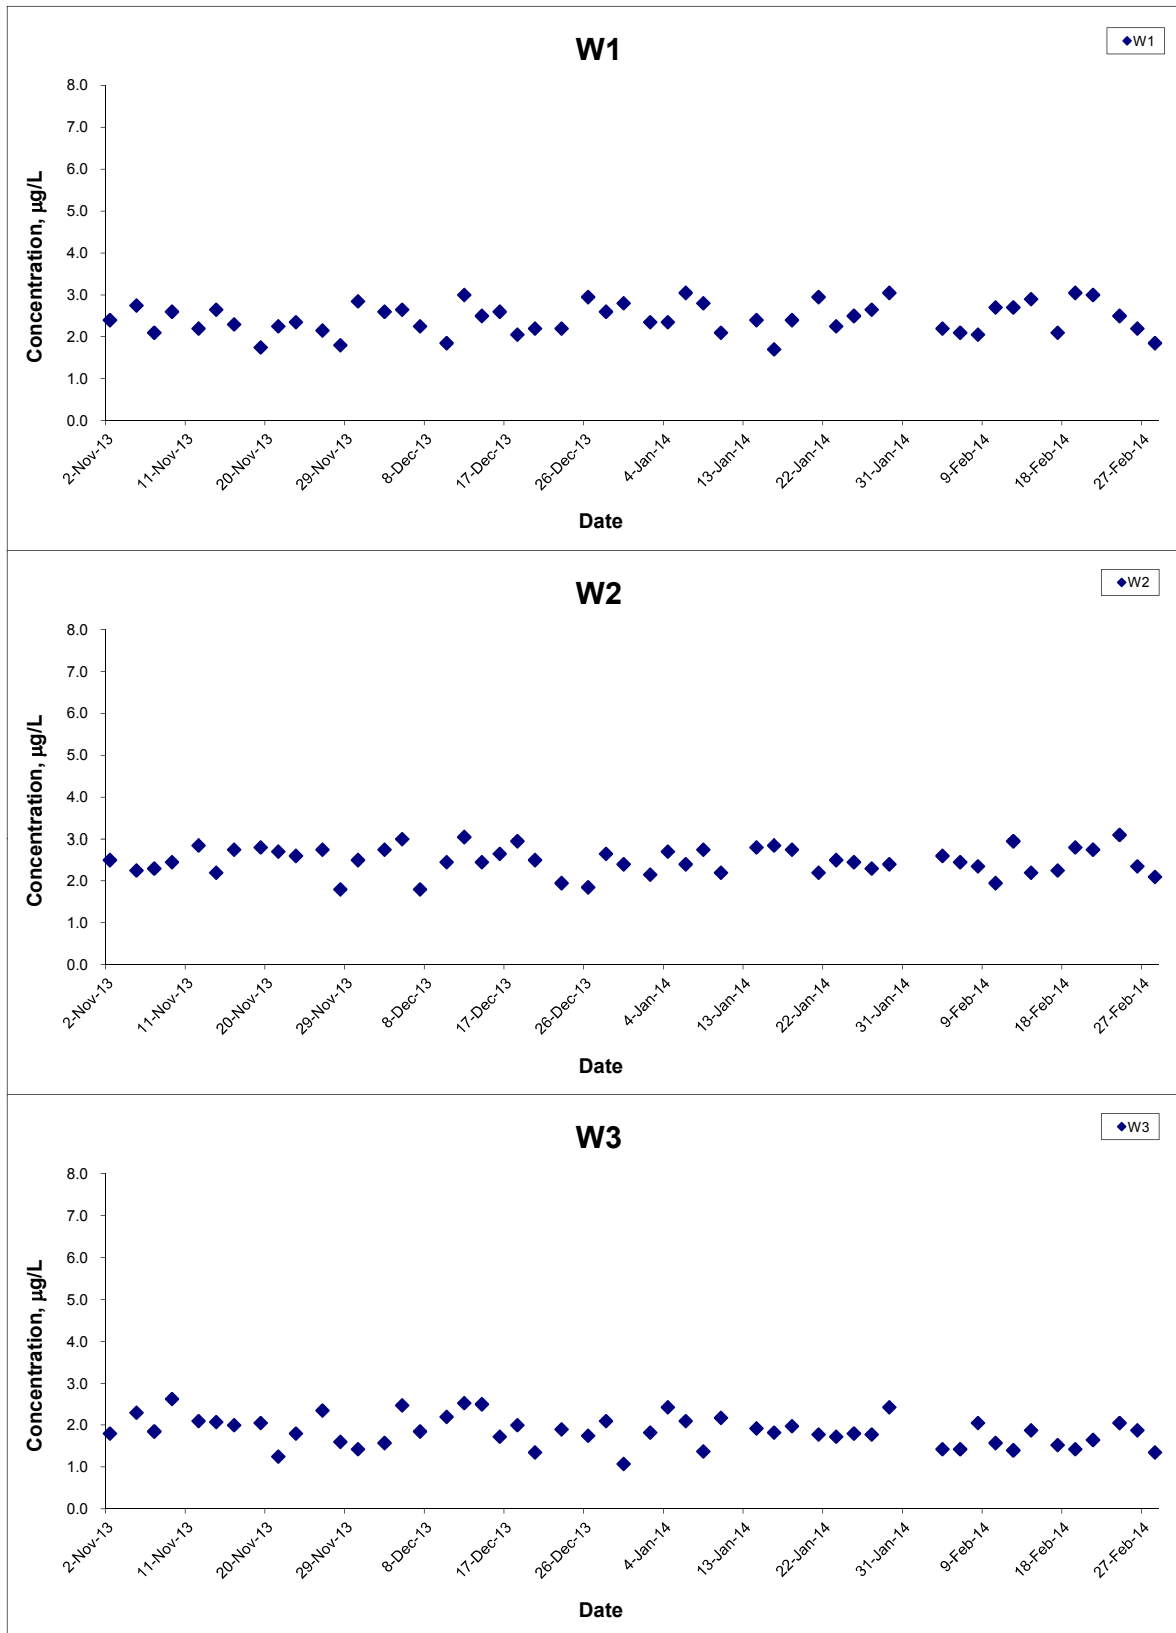 W1
W1
8.0
7.0
6.0
5.0
4.0
3.0
2.0
1.0
0.0
Concentration, µg/L
2-Nov-13
11-Nov-13
20-Nov-13
29-Nov-13
8-Dec-13
17-Dec-13
26-Dec-13
4-Jan-14
13-Jan-14
22-Jan-14
31-Jan-14
9-Feb-14
18-Feb-14
27-Feb-14
Date
W2
W2
8.0
7.0
6.0
5.0
4.0
3.0
2.0
1.0
0.0
Concentration, µg/L
2-Nov-13
11-Nov-13
20-Nov-13
29-Nov-13
8-Dec-13
17-Dec-13
26-Dec-13
4-Jan-14
13-Jan-14
22-Jan-14
31-Jan-14
9-Feb-14
18-Feb-14
27-Feb-14
Date
W3
W3
8.0
7.0
6.0
5.0
4.0
3.0
2.0
1.0
0.0
Concentration, µg/L
2-Nov-13
11-Nov-13
20-Nov-13
29-Nov-13
8-Dec-13
17-Dec-13
26-Dec-13
4-Jan-14
13-Jan-14
22-Jan-14
31-Jan-14
9-Feb-14
18-Feb-14
27-Feb-14
Date